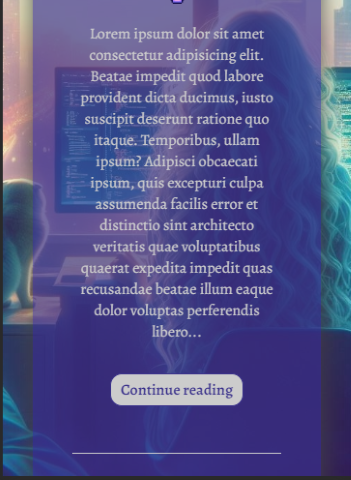 Lorem ipsum dolor sit amet
consectetur adipisicing elit.
Beatae impedit quod labore
provident dicta ducimus, iusto
suscipit deserunt ratione quo
itaque. Temporibus, ullam
ipsum? Adipisci obcaecati
ipsum, quis excepturi culpa
assumenda facilis error et
distinctio sint architecto
veritatis quae voluptatibus
quaerat expedita impedit quas
recusandae beatae illum eaque
dolor voluptas perferendis
libero...
Continue reading